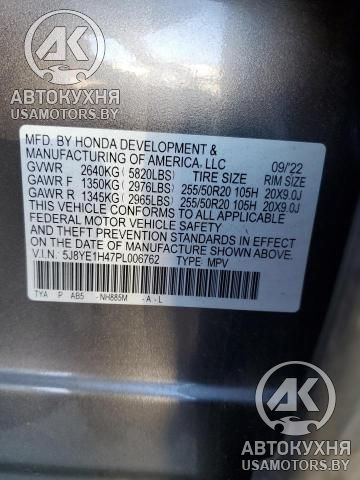 АК
АВТОКУХНЯ
USAMOTORS.BY
MFD. BY HONDA DEVELOPMENT &
MANUFACTURING OF AMERICA, LLC 09/'22
GVWR 2640KG (5820LBS) TIRE SIZE RIM SIZE
GAWR F 1350KG (2976LBS) 255/50R20 105H 20X9.0J
GAWR R 1345KG (2965LBS) 255/50R20 105H 20X9.0J
THIS VEHICLE CONFORMS TO ALL APPLICABLE
FEDERAL MOTOR VEHICLE SAFETY
AND THEFT PREVENTION STANDARDS IN EFFECT
ON THE DATE OF MANUFACTURE SHOWN ABOVE.
V.I.N.: 5J8YE1H47PL006762 TYPE: MPV
TYA P AB5 -NH885M -A-L
АК
АВТОКУХНЯ
USAMOTORS.BY